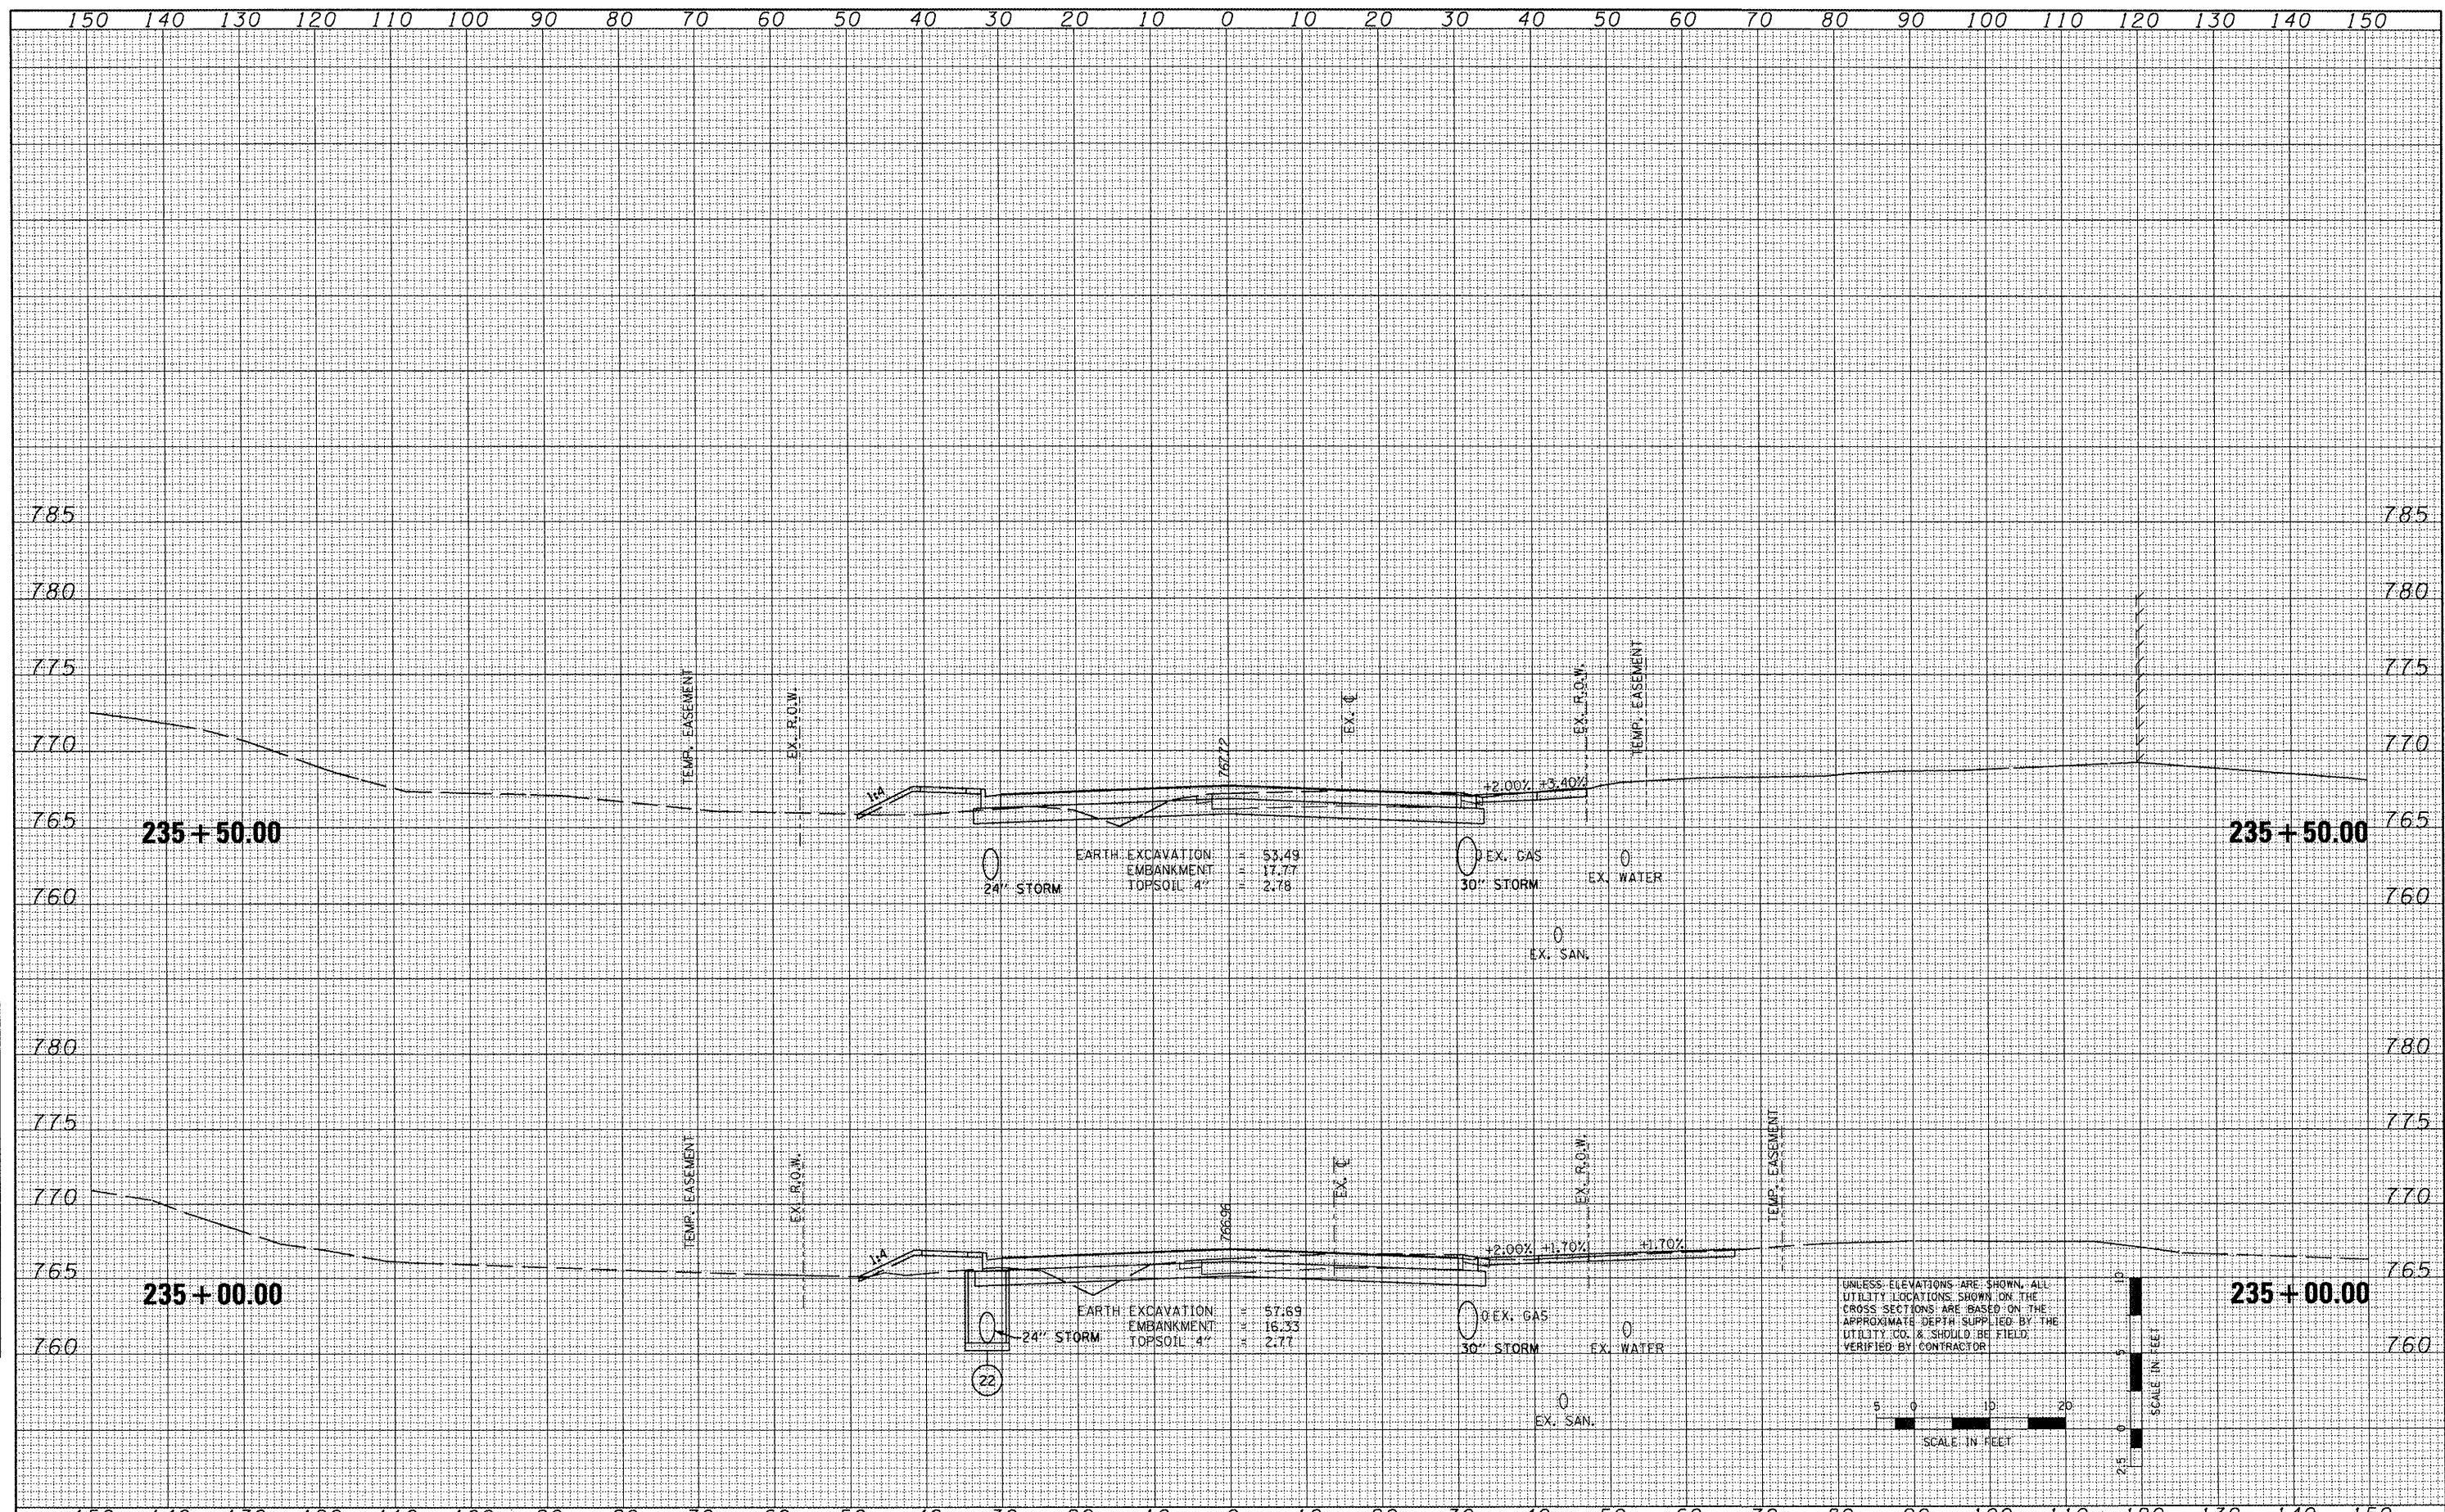 150 140 130 120 110 100 90 80 70 60 50 40 30 20 10 0 10 20 30 40 50 60 70 80 90 100 110 120 130 140 150
785 785
780 780
775 775
TEMP. EASEMENT
EX. R.O.W.
767.72
EX. ℄
EX. R.O.W.
TEMP. EASEMENT
770 770
1:4
+2.00% +3.40%
765 765
235+50.00 235+50.00
24" STORM
EARTH EXCAVATION = 53.49
EMBANKMENT = 17.77
TOPSOIL 4" = 2.78
EX. GAS
30" STORM
EX. WATER
760 760
EX. SAN.
780 780
775 775
TEMP. EASEMENT
EX. R.O.W.
766.96
EX. ℄
EX. R.O.W.
TEMP. EASEMENT
770 770
1:4
+2.00% +1.70% +1.70%
765 765
235+00.00 235+00.00
24" STORM
EARTH EXCAVATION = 57.69
EMBANKMENT = 16.33
TOPSOIL 4" = 2.77
EX. GAS
30" STORM
EX. WATER
760 760
22
EX. SAN.
UNLESS ELEVATIONS ARE SHOWN, ALL
UTILITY LOCATIONS SHOWN ON THE
CROSS SECTIONS ARE BASED ON THE
APPROXIMATE DEPTH SUPPLIED BY THE
UTILITY CO. & SHOULD BE FIELD
VERIFIED BY CONTRACTOR
5 0 10 20
SCALE IN FEET
10
5
0
2.5
SCALE IN FEET